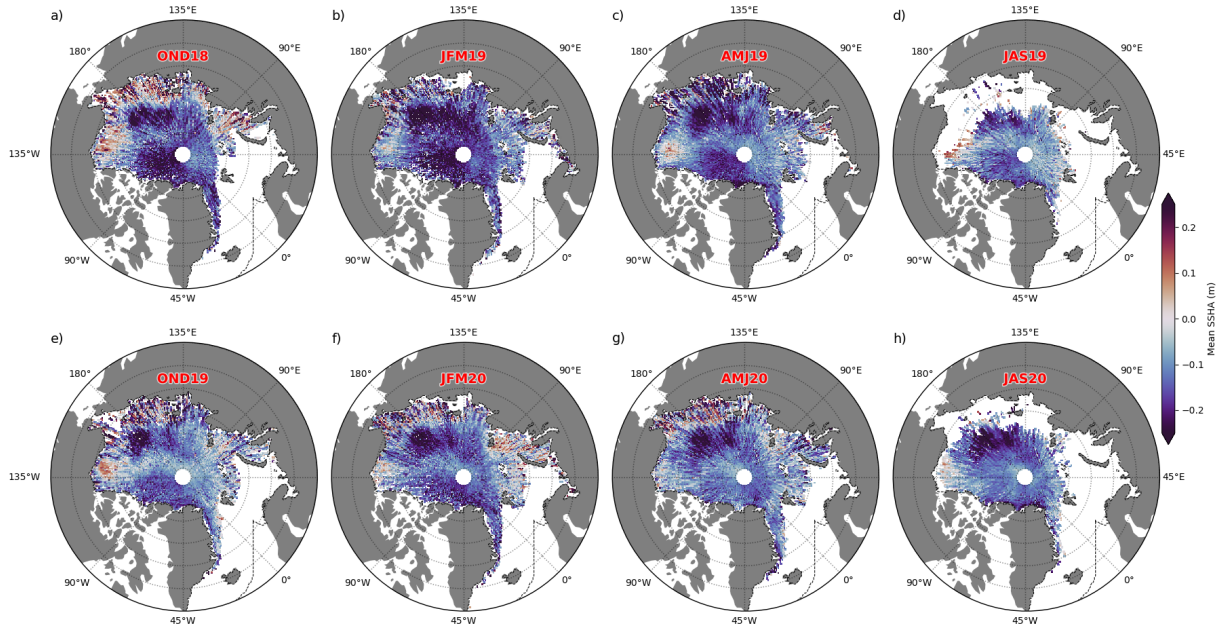 a)
135°E
180°
90°E
OND18
135°W
90°W
0°
45°W
b)
135°E
180°
90°E
JFM19
90°W
0°
45°W
c)
135°E
180°
90°E
AMJ19
90°W
0°
45°W
d)
135°E
180°
90°E
JAS19
45°E
90°W
0°
45°W
0.2
0.1
0.0
−0.1
−0.2
Mean SSHA (m)
e)
135°E
180°
90°E
OND19
135°W
90°W
0°
45°W
f)
135°E
180°
90°E
JFM20
90°W
0°
45°W
g)
135°E
180°
90°E
AMJ20
90°W
0°
45°W
h)
135°E
180°
90°E
JAS20
45°E
90°W
0°
45°W